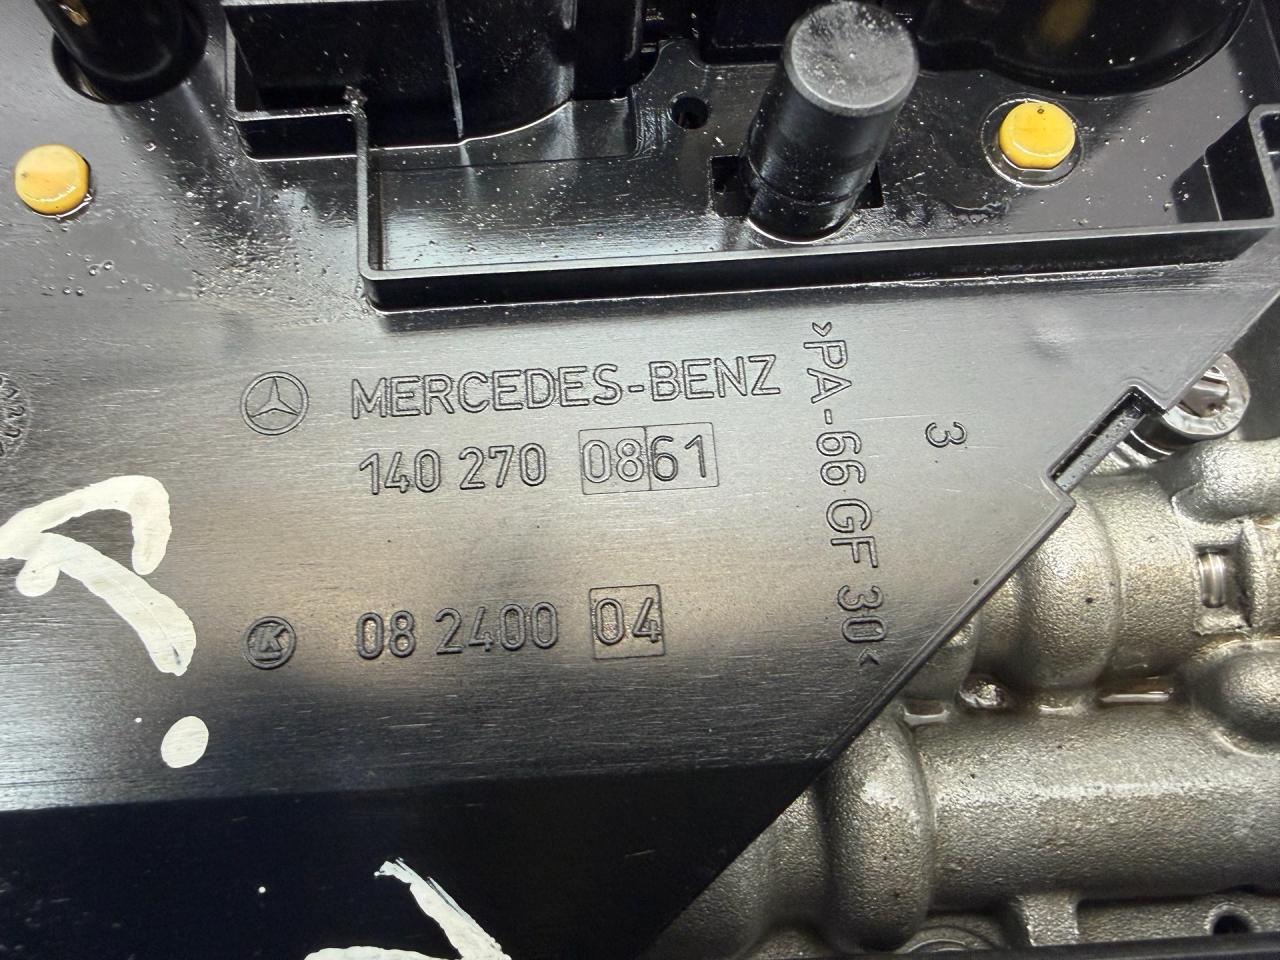 MERCEDES-BENZ
140 270 0861
K 08 2400 04
>PA-66 GF 30<
3